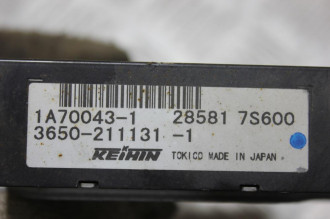 1A70043-1 28581 7S600
3650-211131 -1
KEIHIN TOKICO MADE IN JAPAN